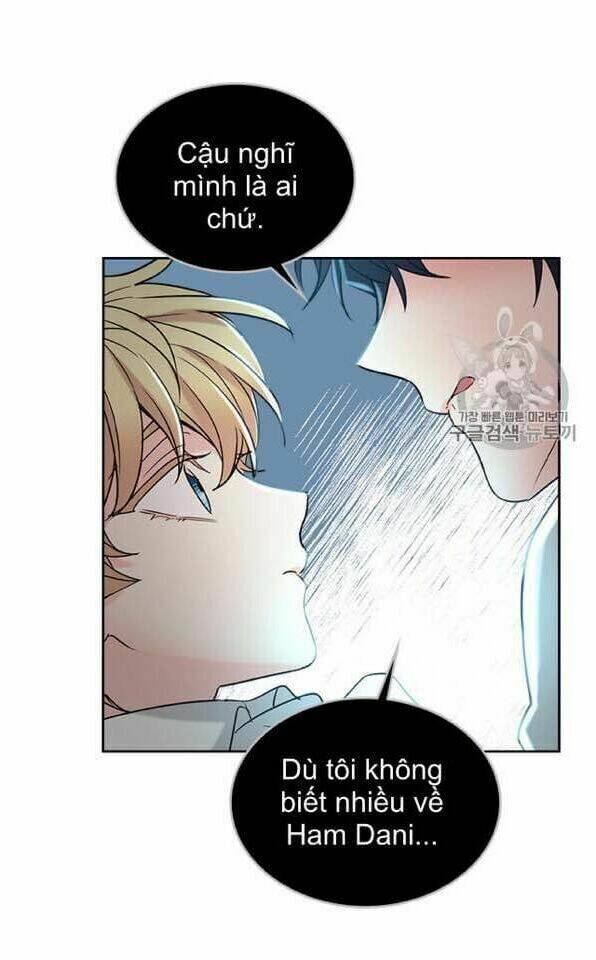 Cậu nghĩ
mình là ai
chứ.
가장 빠른 웹툰 미리보기
구글검색 뉴토끼
Dù tôi không
biết nhiều về
Ham Dani...